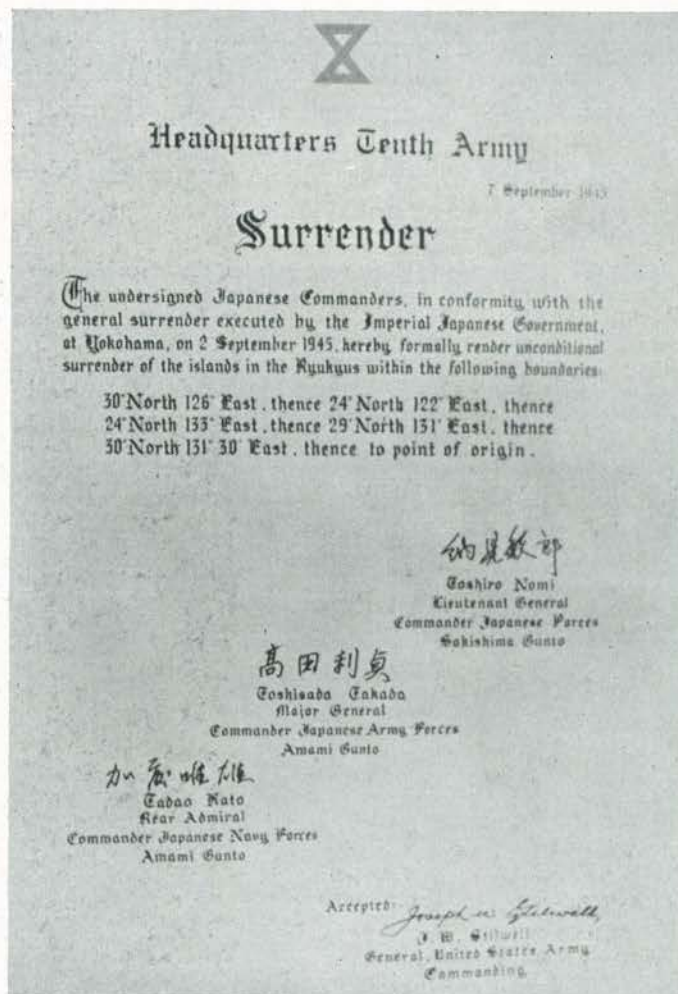 Headquarters Tenth Army
7 September 1945
Surrender
The undersigned Japanese Commanders, in conformity with the
general surrender executed by the Imperial Japanese Government,
at Yokohama, on 2 September 1945, hereby formally render unconditional
surrender of the islands in the Ryukyus within the following boundaries:
30° North 126° East, thence 24° North 122° East, thence
24° North 133° East, thence 29° North 131° East, thence
30° North 131° 30' East, thence to point of origin.
納見敏郎
Toshiro Nomi
Lieutenant General
Commander Japanese Forces
Sakishima Gunto
高田利貞
Toshisada Takada
Major General
Commander Japanese Army Forces
Amami Gunto
加藤唯雄
Tadao Kato
Rear Admiral
Commander Japanese Navy Forces
Amami Gunto
Accepted: Joseph W. Stilwell
J. W. Stilwell
General, United States Army
Commanding